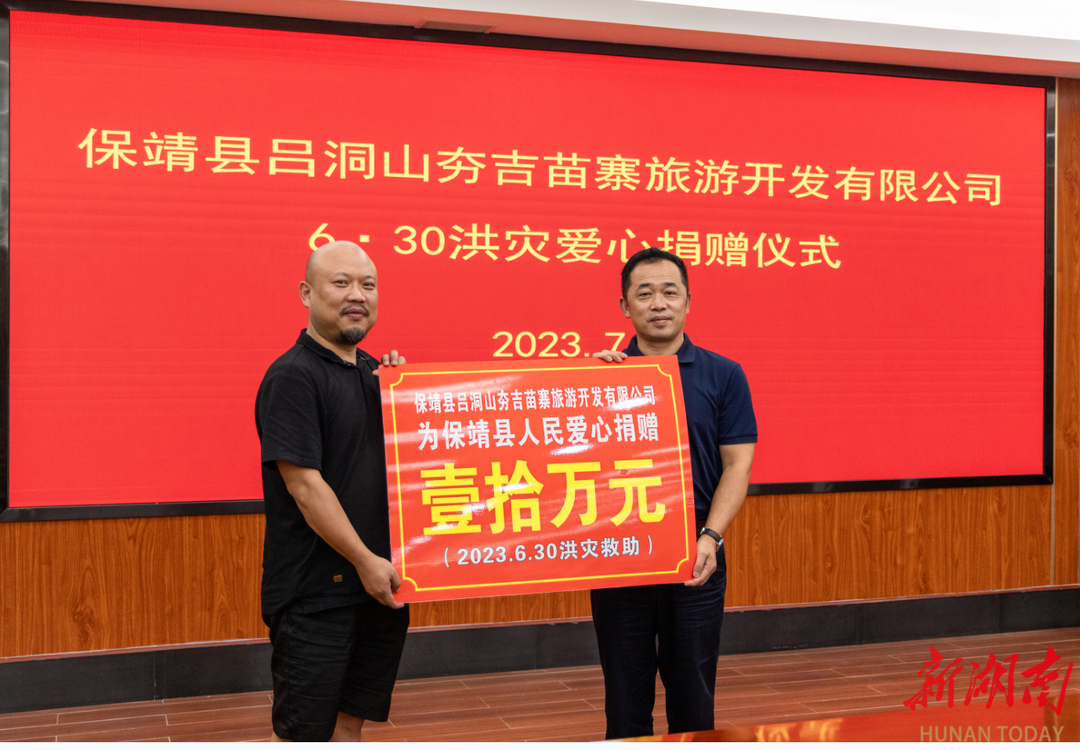 保靖县吕洞山夯吉苗寨旅游开发有限公司
6·30洪灾爱心捐赠仪式
2023.7
保靖县吕洞山夯吉苗寨旅游开发有限公司
为保靖县人民爱心捐赠
壹拾万元
（2023.6.30洪灾救助）
新湖南
HUNAN TODAY